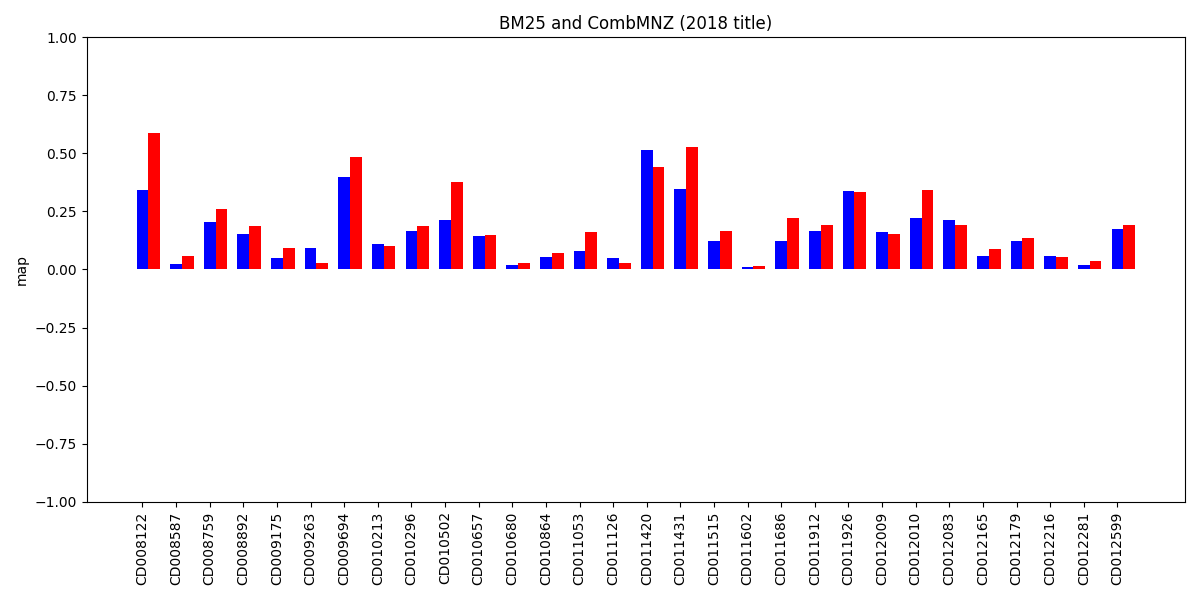 BM25 and CombMNZ (2018 title)
1.00
0.75
0.50
0.25
0.00
−0.25
−0.50
−0.75
−1.00
map
CD008122
CD008587
CD008759
CD008892
CD009175
CD009263
CD009694
CD010213
CD010296
CD010502
CD010657
CD010680
CD010864
CD011053
CD011126
CD011420
CD011431
CD011515
CD011602
CD011686
CD011912
CD011926
CD012009
CD012010
CD012083
CD012165
CD012179
CD012216
CD012281
CD012599